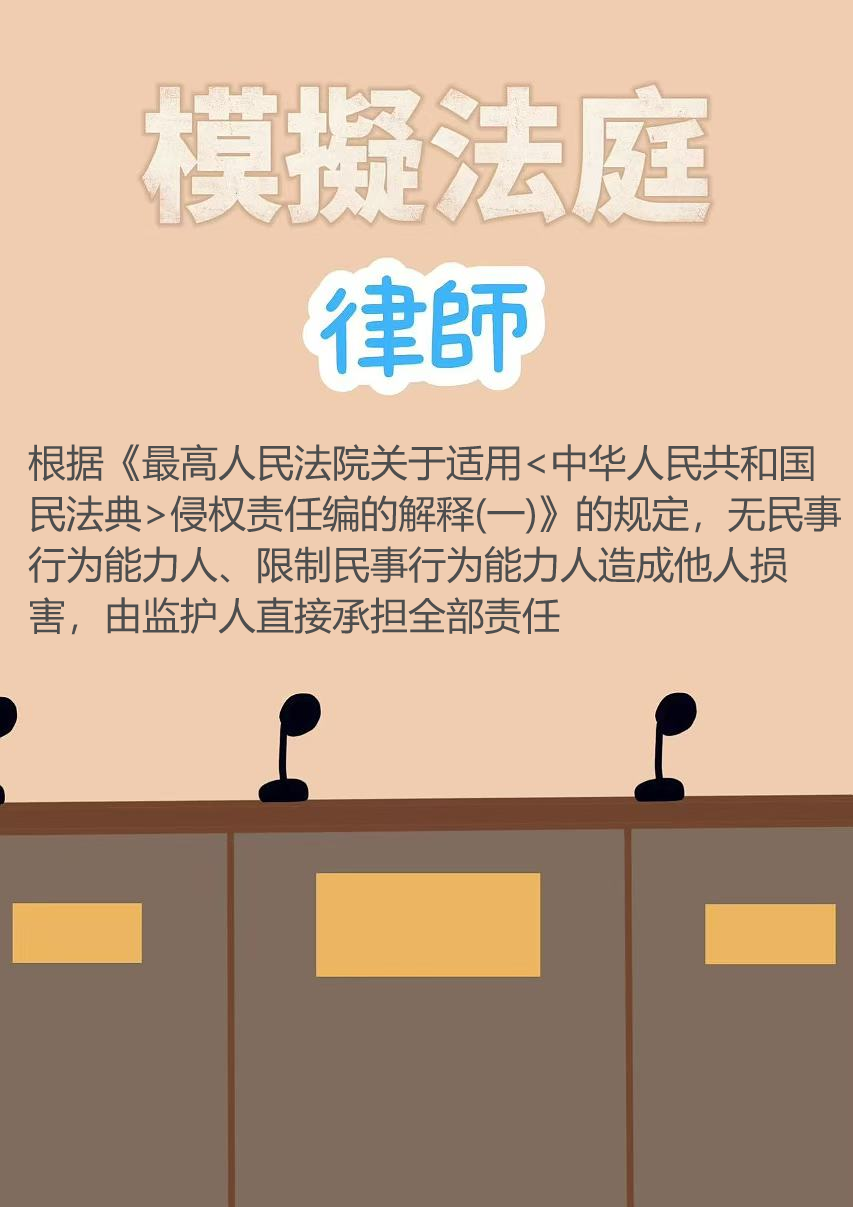 模擬法庭
律師
根据《最高人民法院关于适用<中华人民共和国
民法典>侵权责任编的解释(一)》的规定，无民事
行为能力人、限制民事行为能力人造成他人损
害，由监护人直接承担全部责任